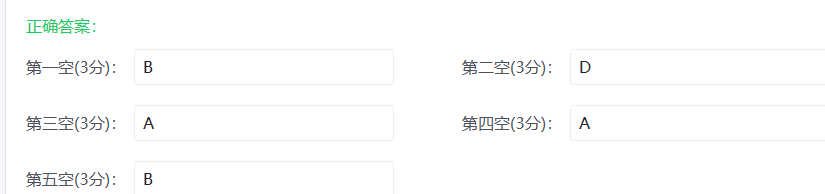 正确答案：
第一空(3分)： B 第二空(3分)： D
第三空(3分)： A 第四空(3分)： A
第五空(3分)： B